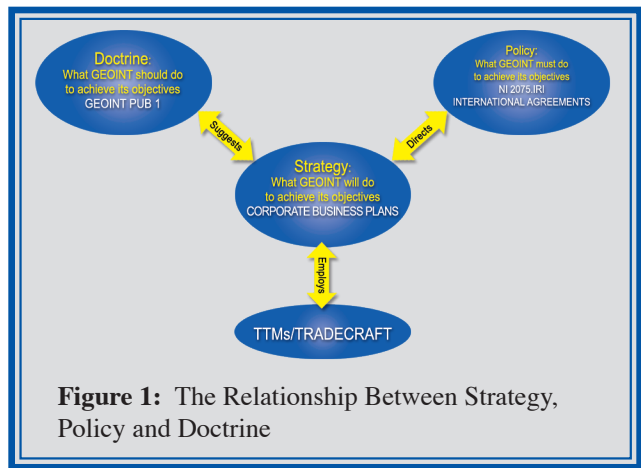 Doctrine:
What GEOINT should do
to achieve its objectives
GEOINT PUB 1
Policy:
What GEOINT must do
to achieve its objectives
NI 2075.IRI
INTERNATIONAL AGREEMENTS
Suggests
Directs
Strategy:
What GEOINT will do
to achieve its objectives
CORPORATE BUSINESS PLANS
Employs
TTMs/TRADECRAFT
Figure 1: The Relationship Between Strategy,
Policy and Doctrine